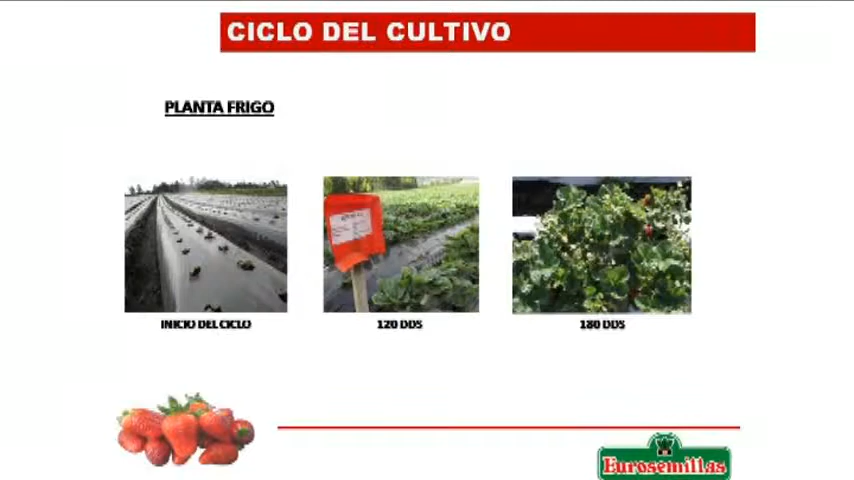 CICLO DEL CULTIVO
PLANTA FRIGO
INICIO DEL CICLO
120 DDS
180 DDS
Eurosemillas